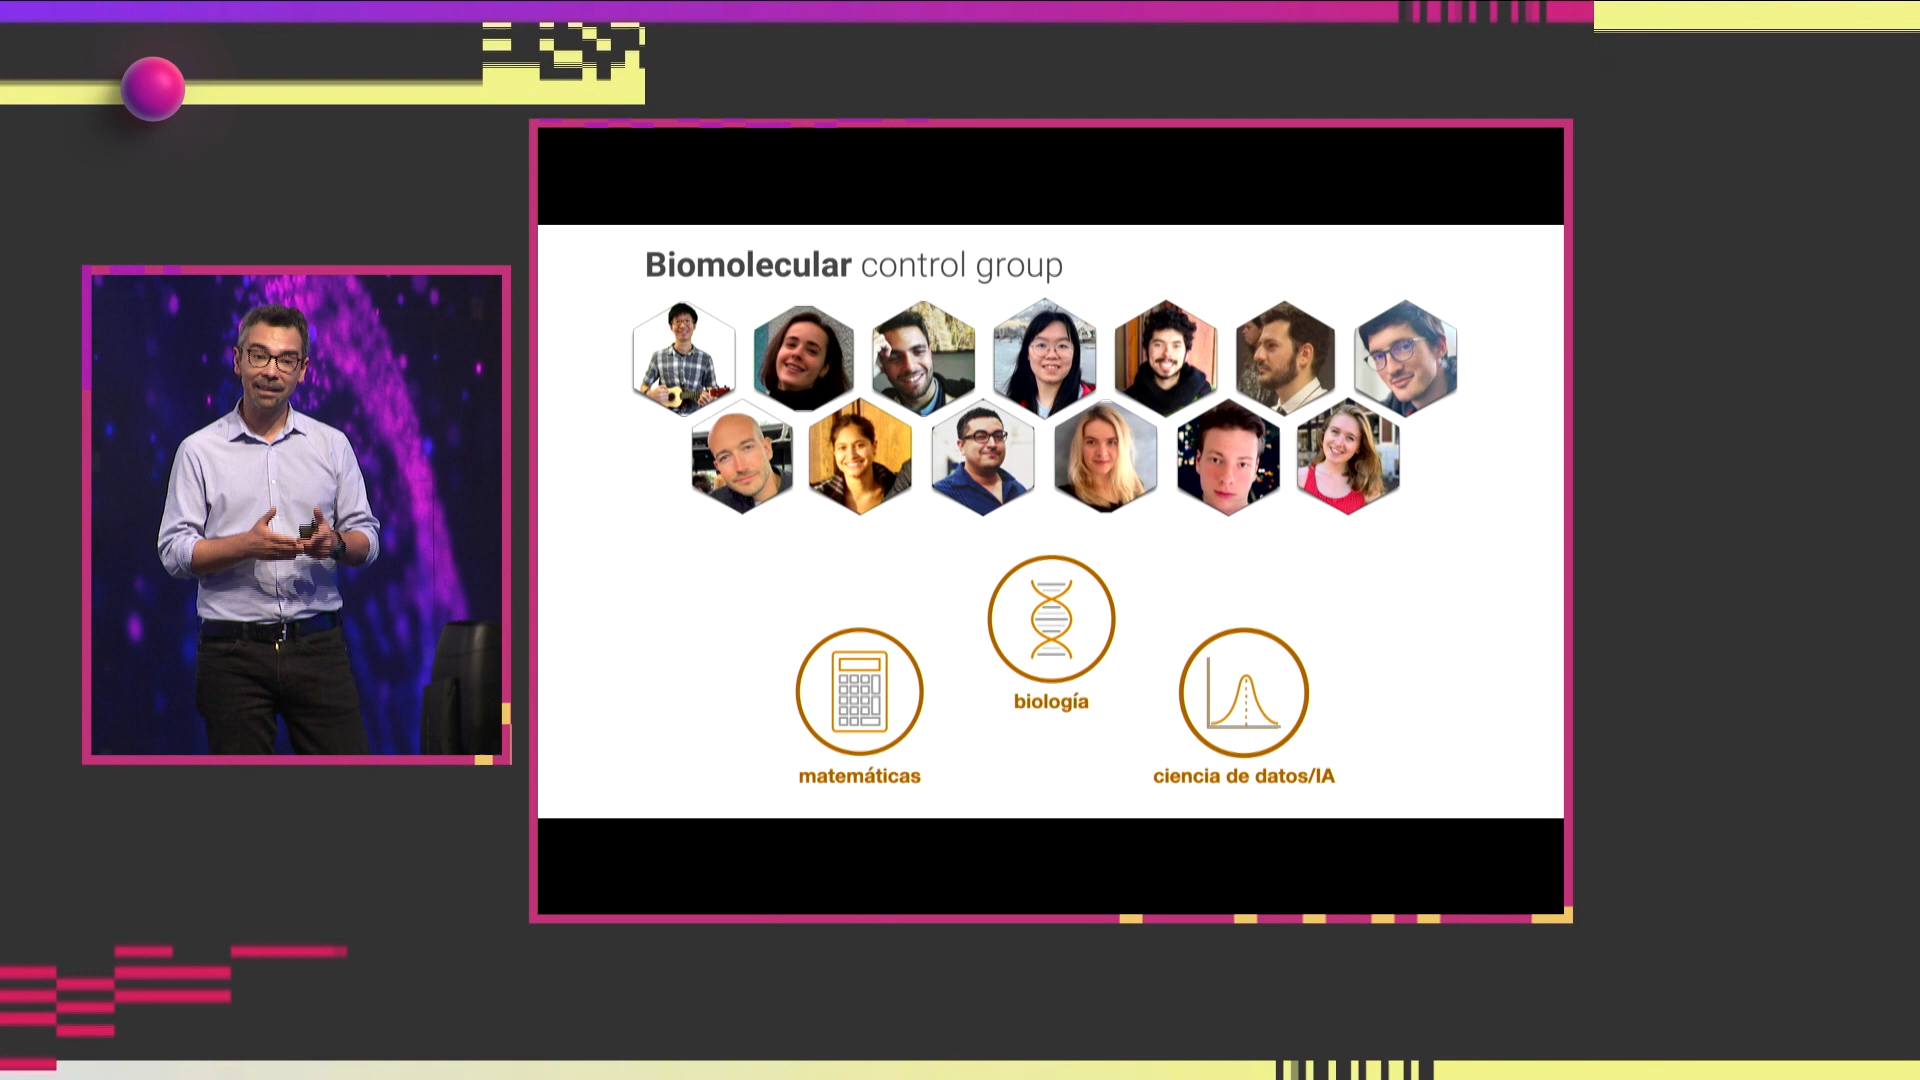 Biomolecular control group
biología
matemáticas
ciencia de datos/IA